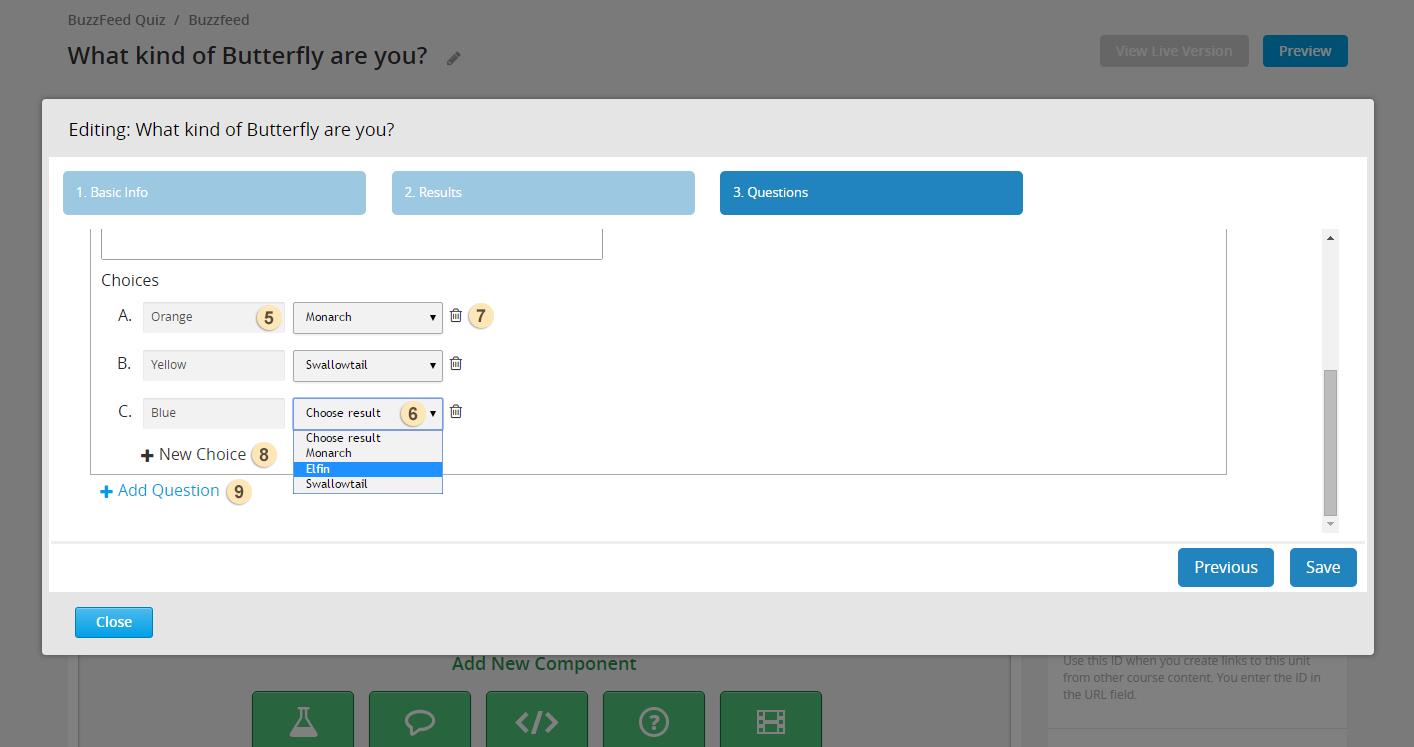 BuzzFeed Quiz / Buzzfeed
What kind of Butterfly are you?
View Live Version
Preview
Editing: What kind of Butterfly are you?
1. Basic Info
2. Results
3. Questions
Choices
A. Orange 5 Monarch 7
B. Yellow Swallowtail
C. Blue Choose result 6
Choose result
Monarch
Elfin
Swallowtail
+ New Choice 8
+ Add Question 9
Previous
Save
Close
Add New Component
Use this ID when you create links to this unit
from other course content. You enter the ID in
the URL field.